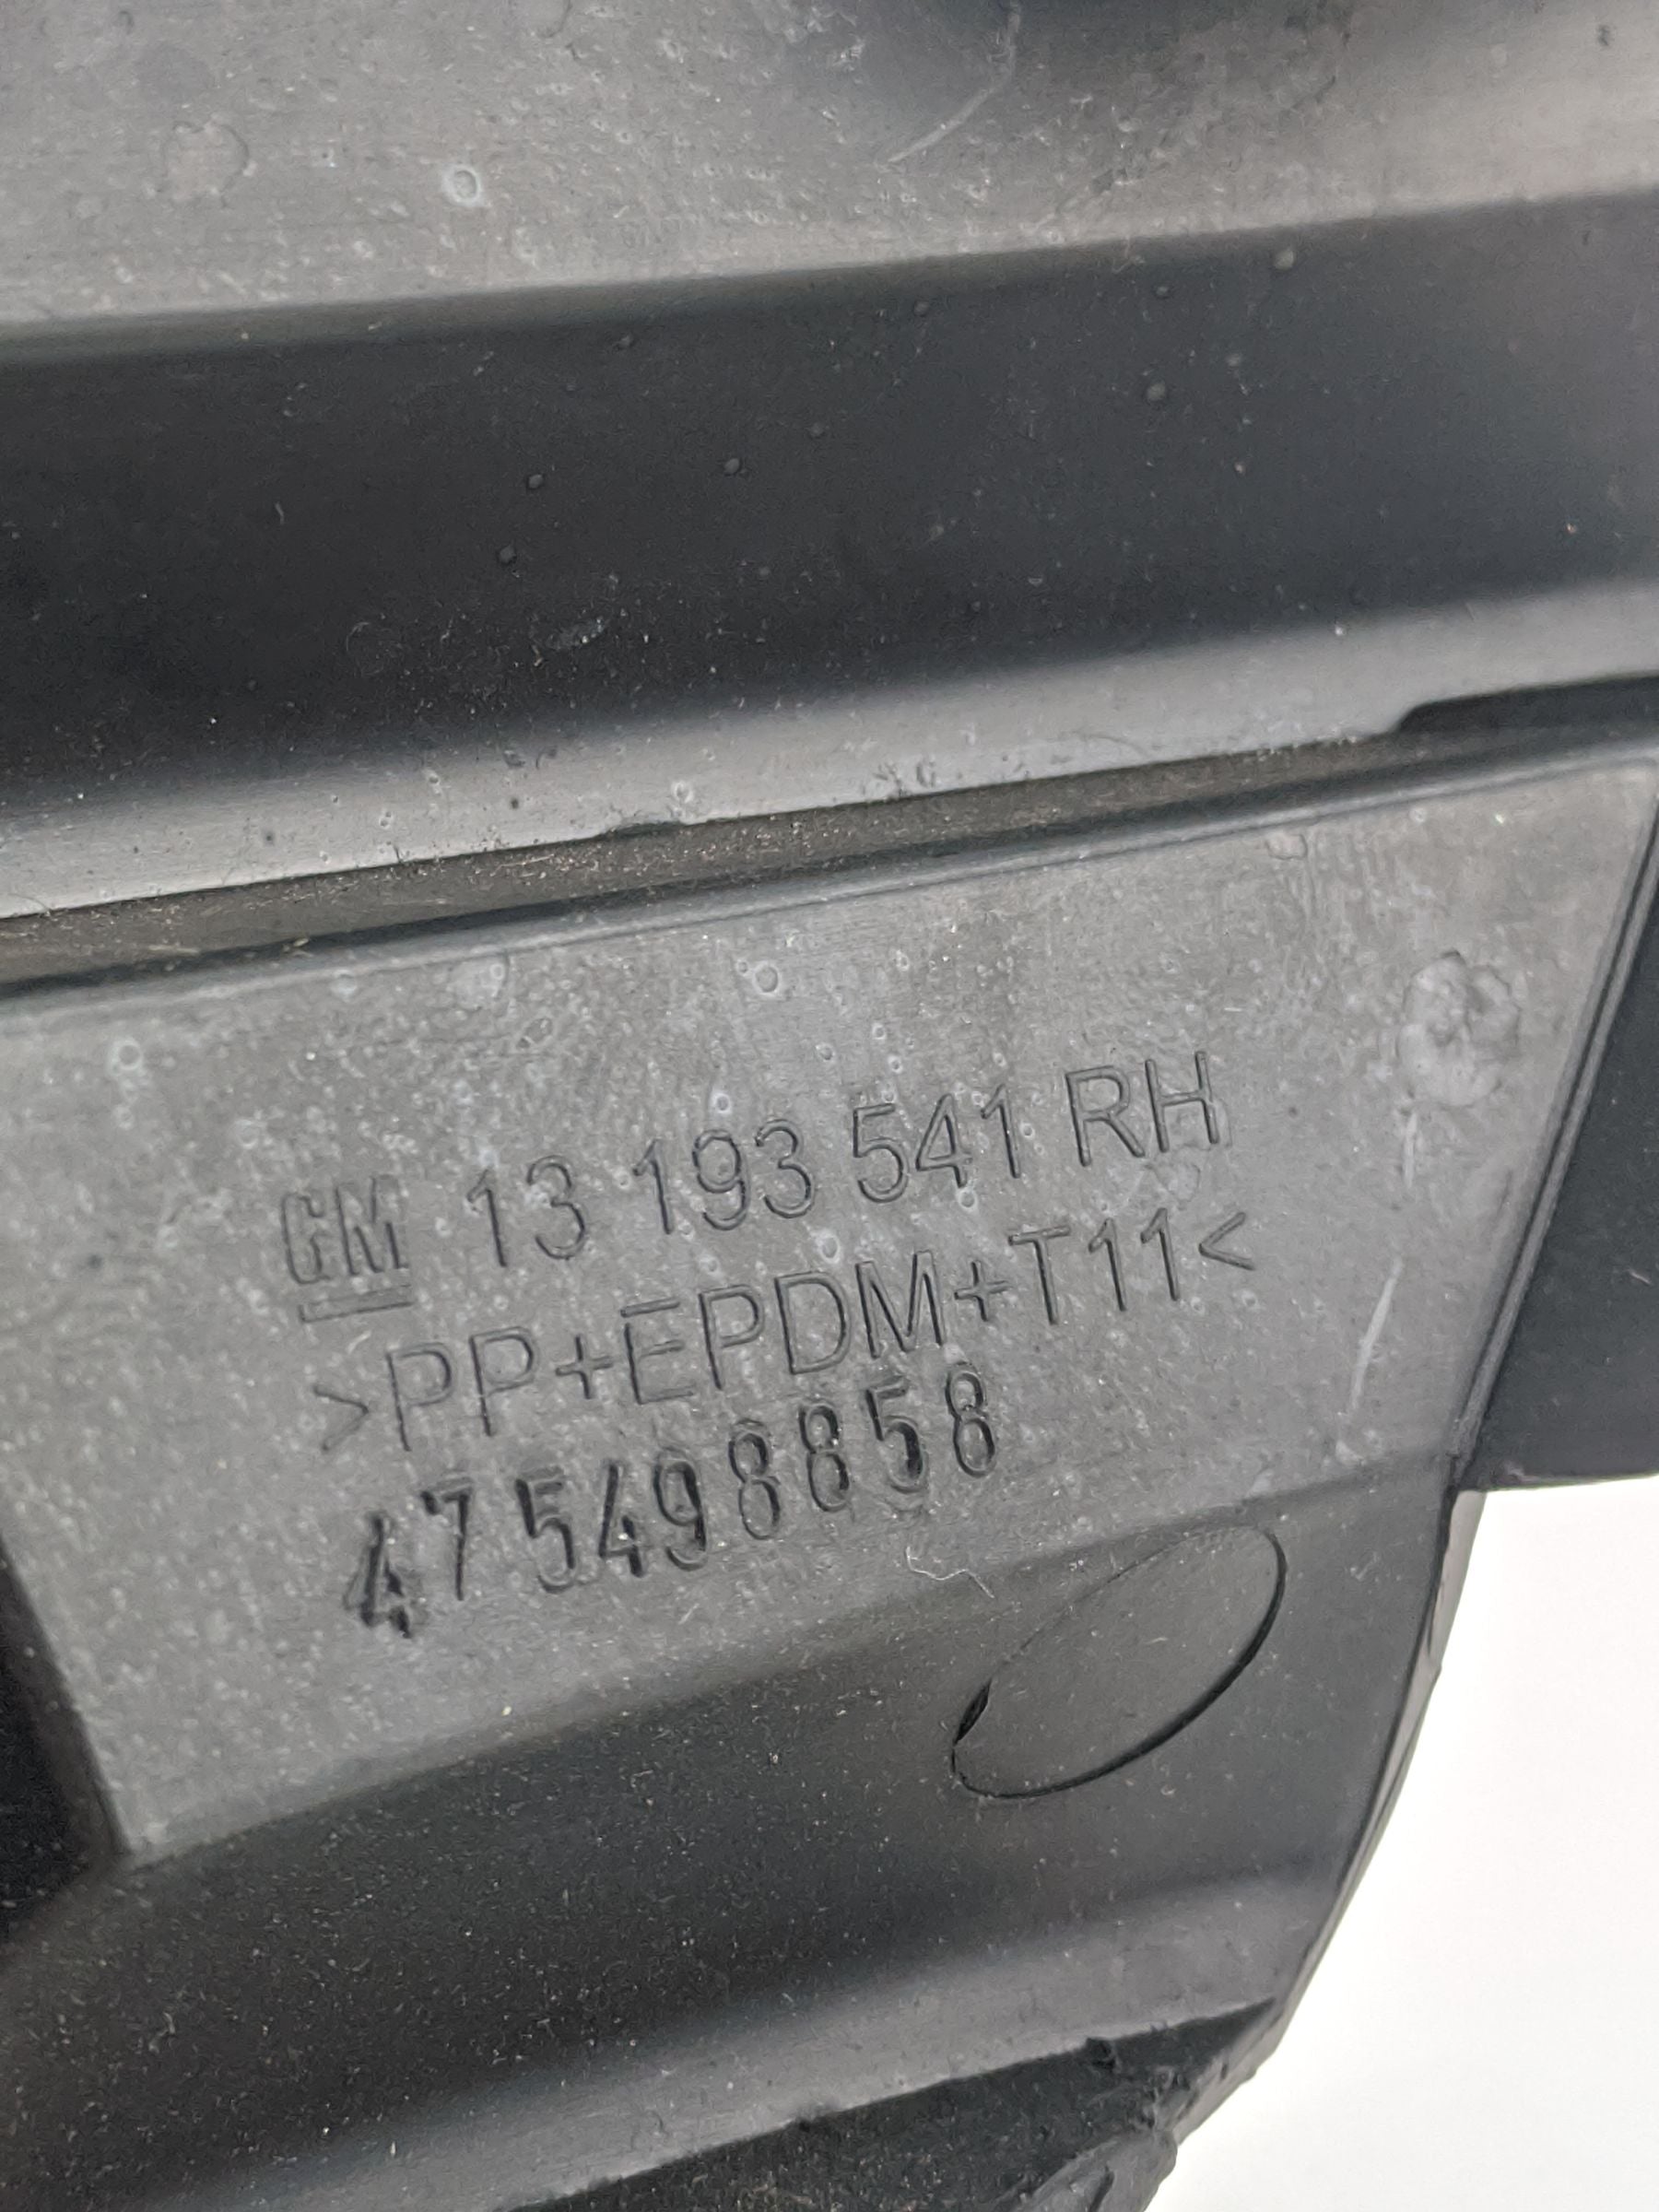 GM 13 193 541 RH
>PP+EPDM+T11<
475498858